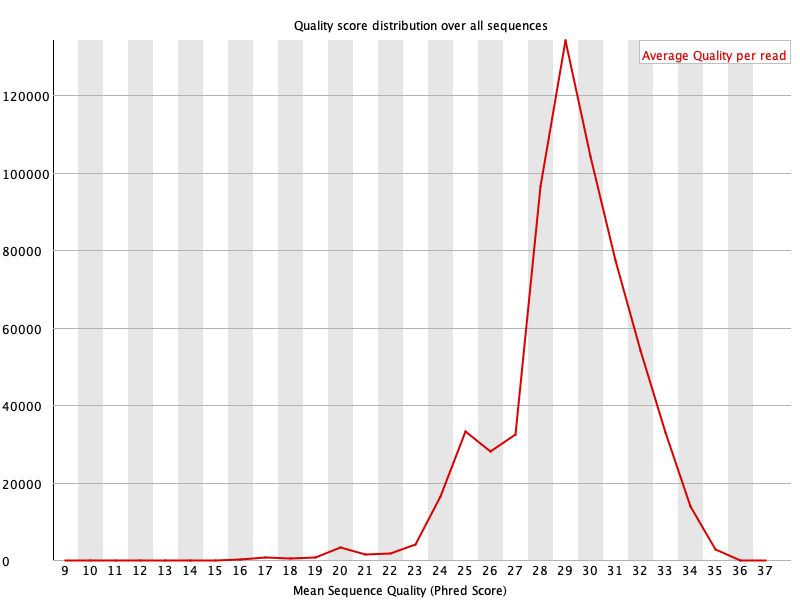 Quality score distribution over all sequences
Average Quality per read
120000
100000
80000
60000
40000
20000
0
9 10 11 12 13 14 15 16 17 18 19 20 21 22 23 24 25 26 27 28 29 30 31 32 33 34 35 36 37
Mean Sequence Quality (Phred Score)